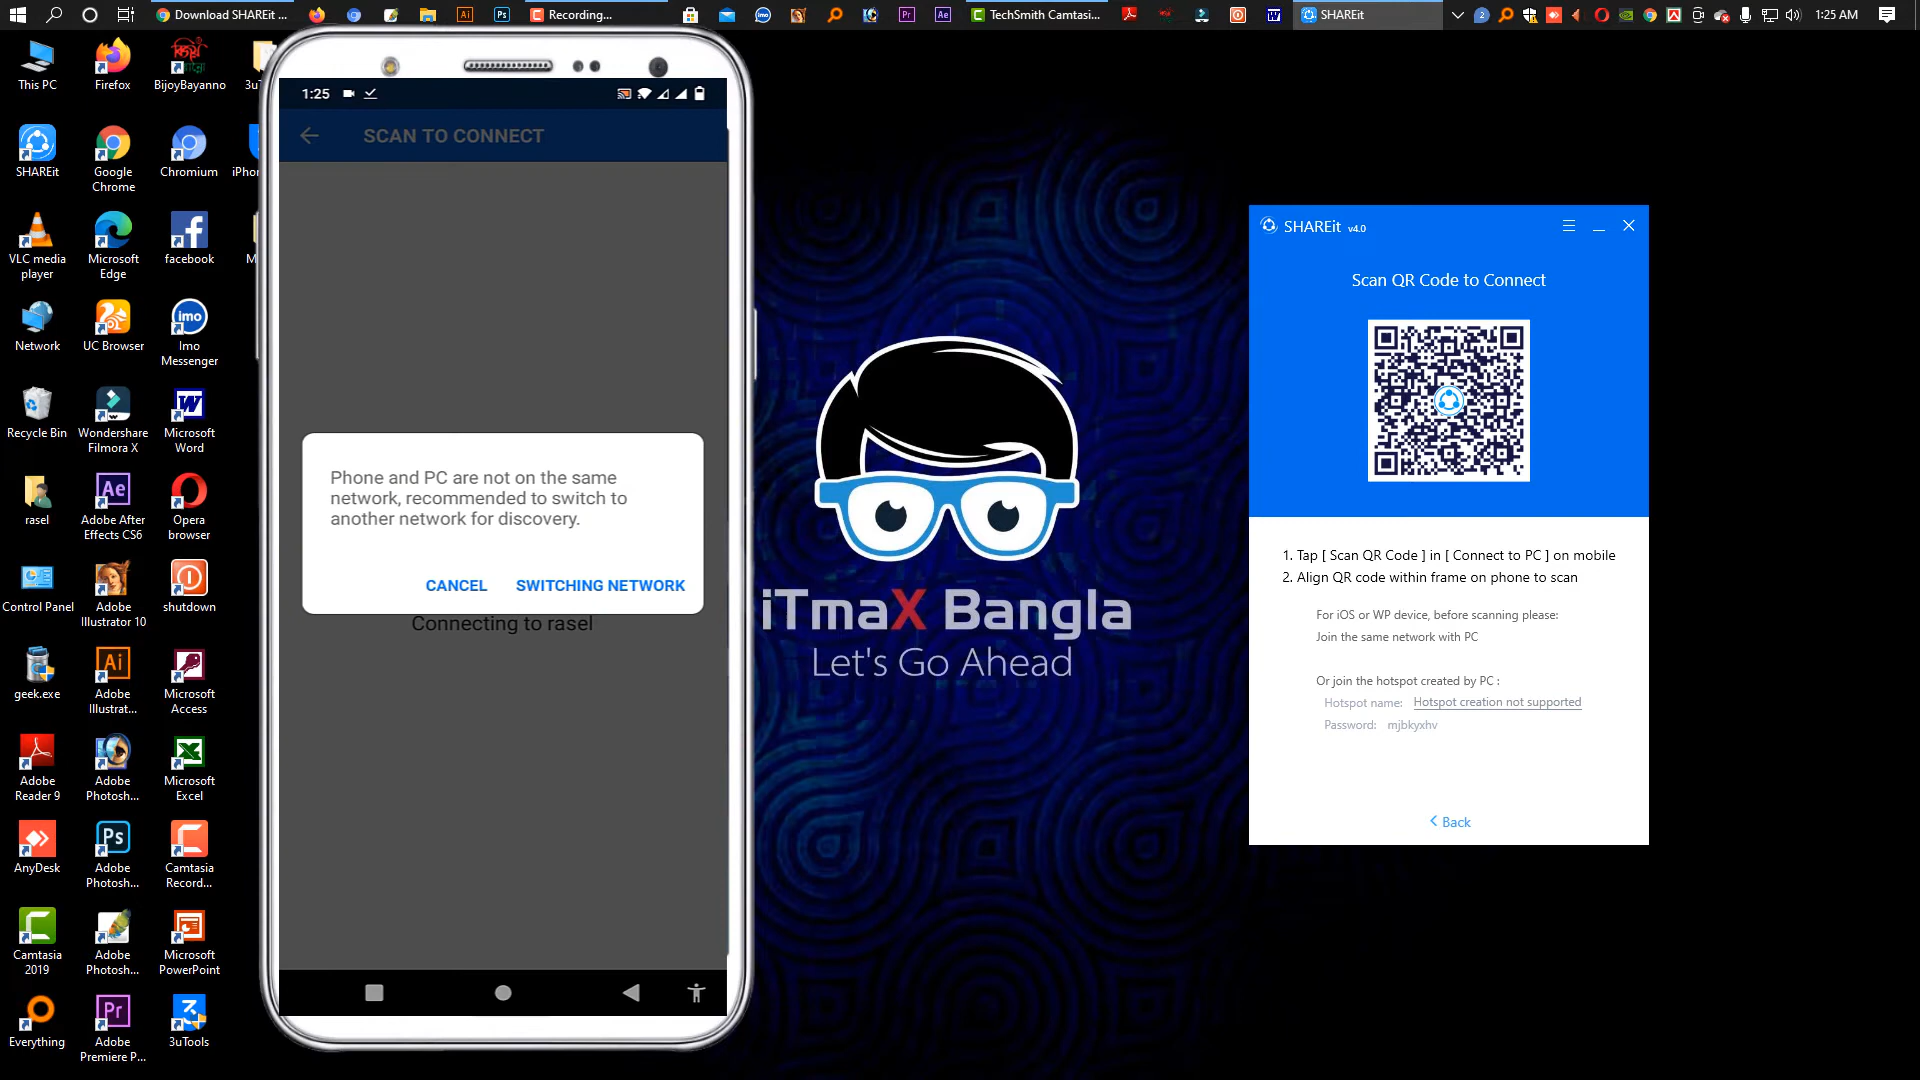 Download SHAREit ...
Recording...
TechSmith Camtasi...
SHAREit
1:25 AM
This PC
Firefox
BijoyBayanno
SHAREit
Google
Chrome
Chromium
VLC media
player
Microsoft
Edge
facebook
Network
UC Browser
imo
Imo
Messenger
Recycle Bin
Wondershare
Filmora X
Microsoft
Word
rasel
Adobe After
Effects CS6
Opera
browser
Control Panel
Adobe
Illustrator 10
shutdown
geek.exe
Adobe
Illustrat...
Microsoft
Access
Adobe
Reader 9
Adobe
Photosh...
Microsoft
Excel
AnyDesk
Adobe
Photosh...
Camtasia
Record...
Camtasia
2019
Adobe
Photosh...
Microsoft
PowerPoint
Everything
Adobe
Premiere P...
3uTools
1:25
SCAN TO CONNECT
Phone and PC are not on the same
network, recommended to switch to
another network for discovery.
CANCEL SWITCHING NETWORK
Connecting to rasel
iTmaX Bangla
Let's Go Ahead
SHAREit v4.0
Scan QR Code to Connect
1. Tap [ Scan QR Code ] in [ Connect to PC ] on mobile
2. Align QR code within frame on phone to scan
For iOS or WP device, before scanning please:
Join the same network with PC
Or join the hotspot created by PC :
Hotspot name: Hotspot creation not supported
Password: mjbkyxhv
Back